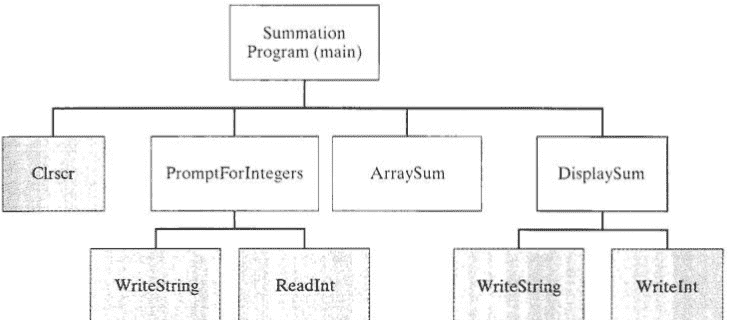 Summation
Program (main)
Clrscr
PromptForIntegers
ArraySum
DisplaySum
WriteString
ReadInt
WriteString
WriteInt